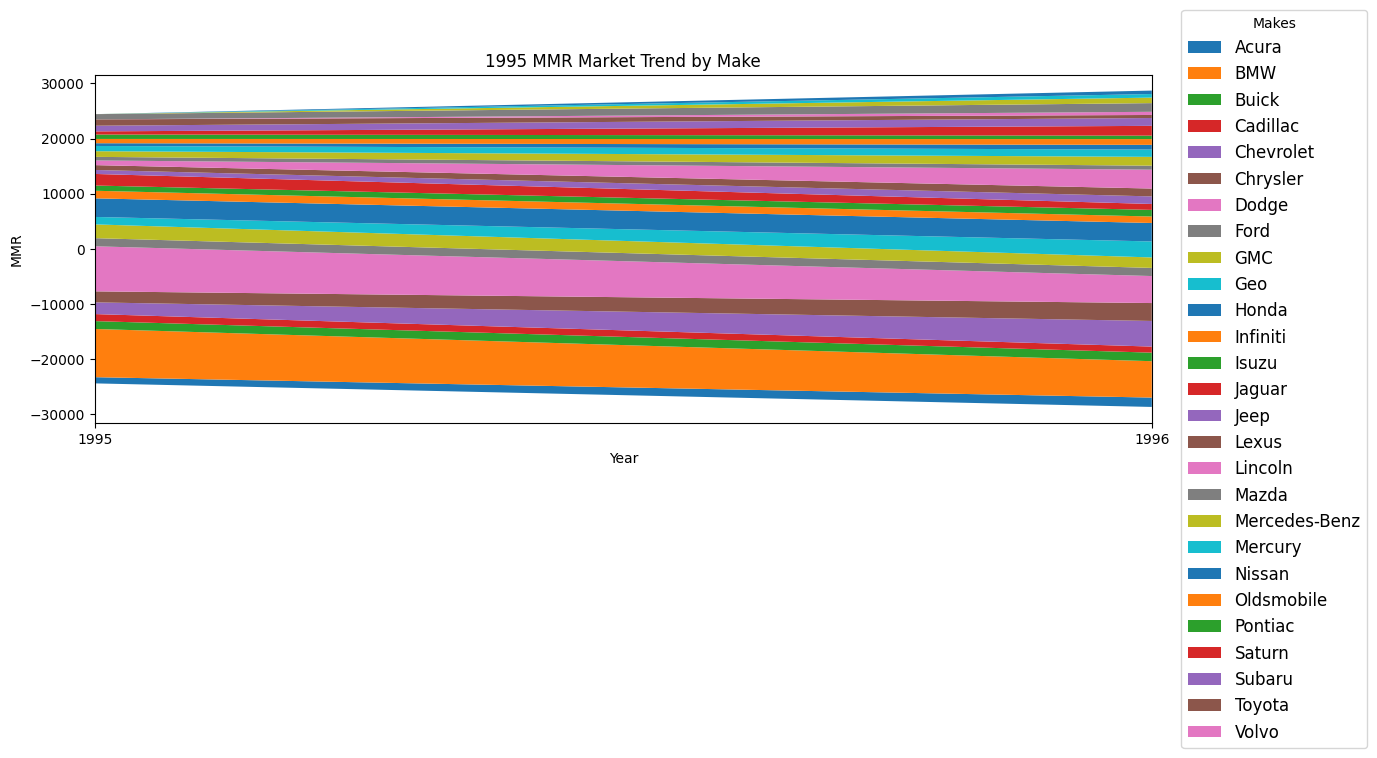 1995 MMR Market Trend by Make
MMR
30000
20000
10000
0
−10000
−20000
−30000
1995
1996
Year
Makes
Acura
BMW
Buick
Cadillac
Chevrolet
Chrysler
Dodge
Ford
GMC
Geo
Honda
Infiniti
Isuzu
Jaguar
Jeep
Lexus
Lincoln
Mazda
Mercedes-Benz
Mercury
Nissan
Oldsmobile
Pontiac
Saturn
Subaru
Toyota
Volvo